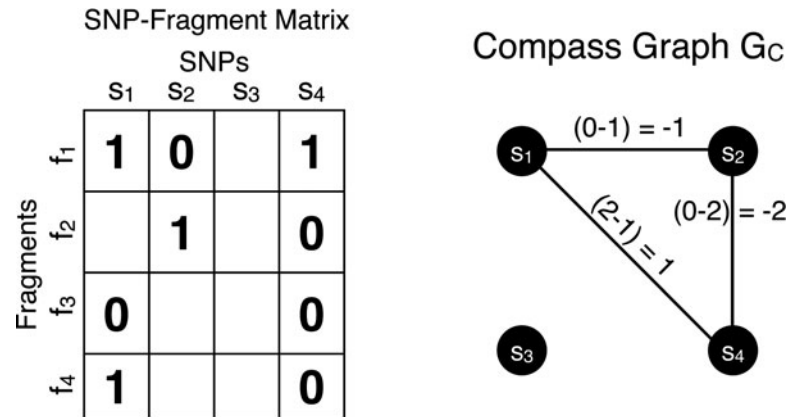 SNP-Fragment Matrix
SNPs
S1 S2 S3 S4
Fragments
f1 1 0 1
f2 1 0
f3 0 0
f4 1 0
Compass Graph GC
S1 (0-1) = -1 S2
(2-1) = 1
(0-2) = -2
S3 S4